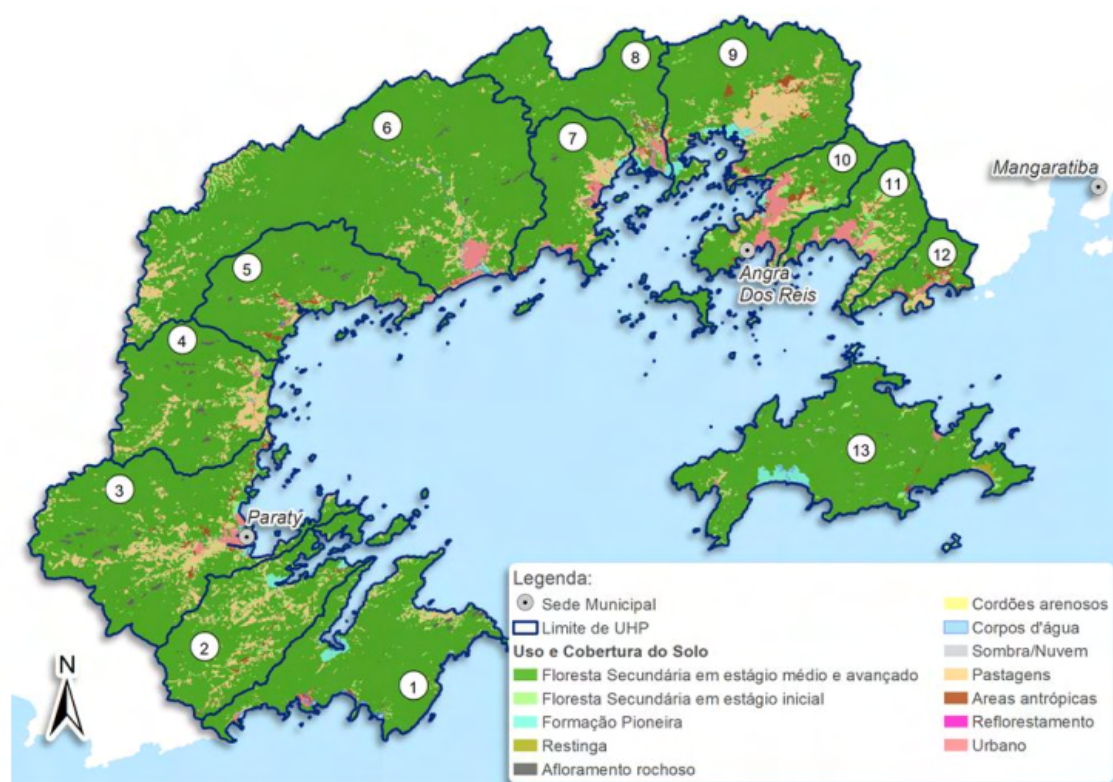 8
9
6
7
10
Mangaratiba
11
5
12
Angra
Dos Reis
4
13
3
Paratý
2
1
N
Legenda:
Sede Municipal
Limite de UHP
Uso e Cobertura do Solo
Floresta Secundária em estágio médio e avançado
Floresta Secundária em estágio inicial
Formação Pioneira
Restinga
Afloramento rochoso
Cordões arenosos
Corpos d'água
Sombra/Nuvem
Pastagens
Areas antrópicas
Reflorestamento
Urbano